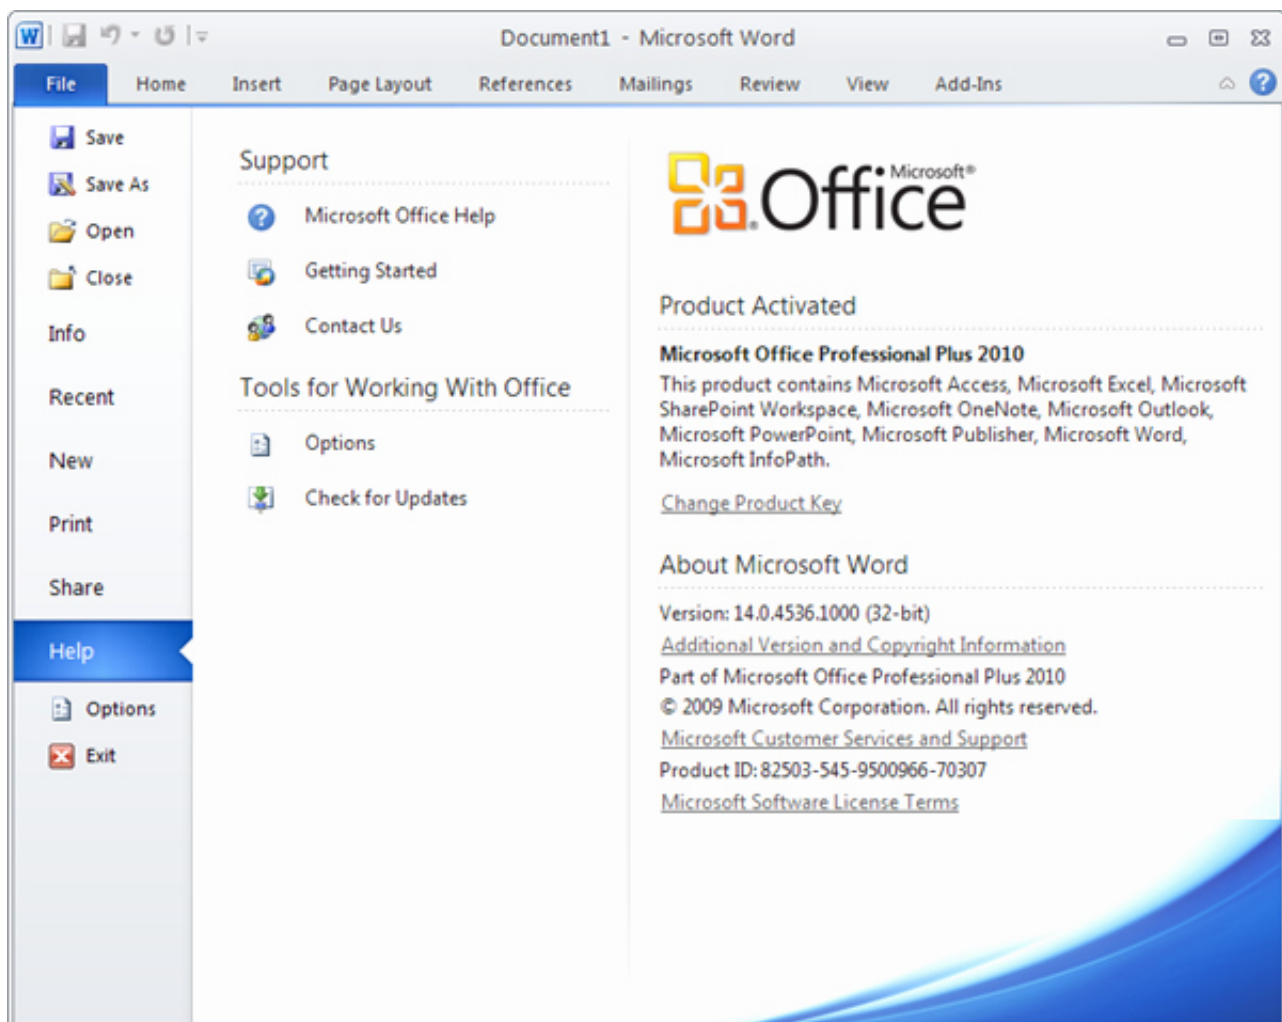 Document1 - Microsoft Word
File Home Insert Page Layout References Mailings Review View Add-Ins
Save
Save As
Open
Close
Info
Recent
New
Print
Share
Help
Options
Exit
Support
Microsoft Office Help
Getting Started
Contact Us
Tools for Working With Office
Options
Check for Updates
Microsoft®
Office
Product Activated
Microsoft Office Professional Plus 2010
This product contains Microsoft Access, Microsoft Excel, Microsoft
SharePoint Workspace, Microsoft OneNote, Microsoft Outlook,
Microsoft PowerPoint, Microsoft Publisher, Microsoft Word,
Microsoft InfoPath.
Change Product Key
About Microsoft Word
Version: 14.0.4536.1000 (32-bit)
Additional Version and Copyright Information
Part of Microsoft Office Professional Plus 2010
© 2009 Microsoft Corporation. All rights reserved.
Microsoft Customer Services and Support
Product ID: 82503-545-9500966-70307
Microsoft Software License Terms